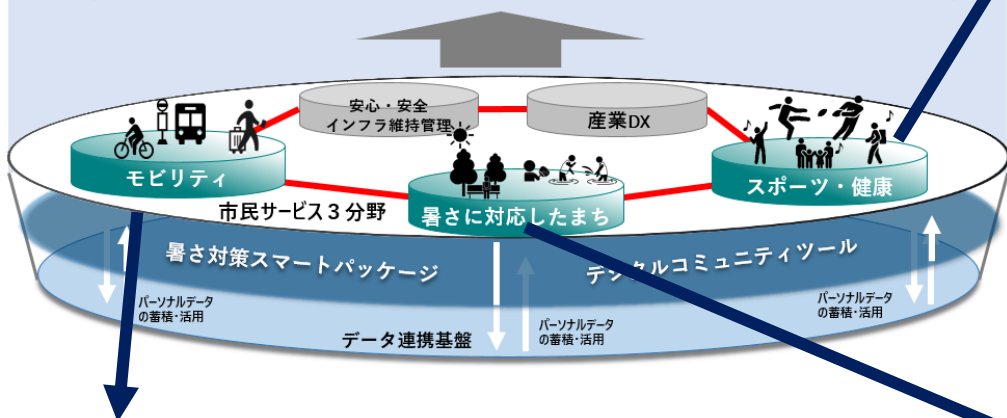 安心・安全
インフラ維持管理
産業DX
モビリティ
スポーツ・健康
暑さに対応したまち
市民サービス３分野
暑さ対策スマートパッケージ
デジタルコミュニティツール
パーソナルデータ
の蓄積・活用
パーソナルデータ
の蓄積・活用
パーソナルデータ
の蓄積・活用
データ連携基盤